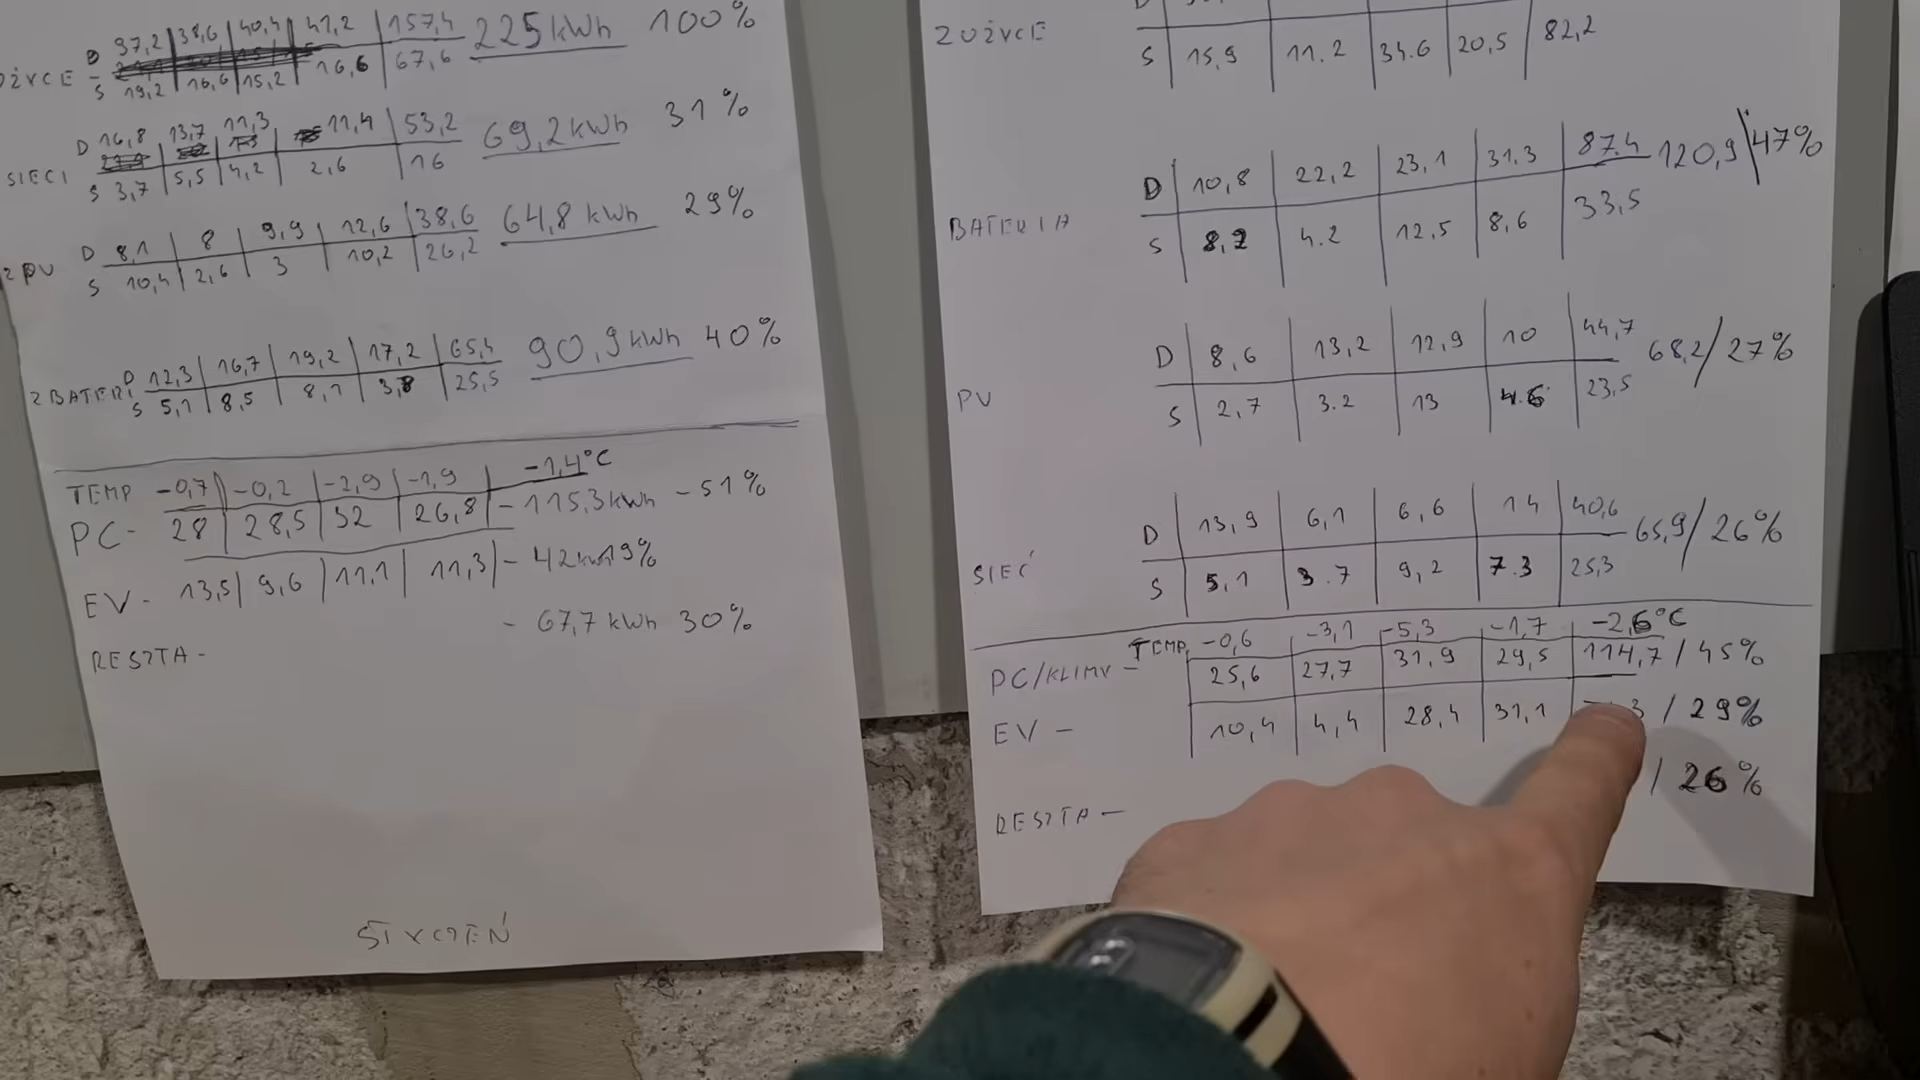 D 37,2 | 38,6 | 40,4 | 41,2 | 157,4 225 kWh 100%
S 19,2 | 16,6 | 15,2 | 16,6 | 67,6
D 16,8 | 13,7 | 11,3 | 11,4 | 53,2 69,2 kWh 31%
SIECI S 3,7 | 5,5 | 4,2 | 2,6 | 16
D 8,1 | 8 | 9,9 | 12,6 | 38,6 64,8 kWh 29%
Z PV S 10,4 | 2,6 | 3 | 10,2 | 26,2
D 12,3 | 16,7 | 19,2 | 17,2 | 65,4 90,9 kWh 40%
Z BATERI S 5,1 | 8,5 | 8,1 | 3,8 | 25,5
TEMP -0,7 | -0,2 | -2,9 | -1,9 | -1,4°C
PC - 28 | 28,5 | 32 | 26,8 | - 115,3 kWh - 51%
EV - 13,5 | 9,6 | 11,1 | 11,3 | - 42 kWh 19%
RESZTA - - 67,7 kWh 30%
STYCZEŃ
ZUŻYCE
S | 15,9 | 11.2 | 34.6 | 20,5 | 82,2
BATERIA
D | 10,8 | 22,2 | 23,1 | 31,3 | 87,4 120,9 / 47%
S | 8,2 | 4.2 | 12,5 | 8,6 | 33,5
PV
D | 8,6 | 13,2 | 12,9 | 10 | 44,7 68,2 / 27%
S | 2,7 | 3.2 | 13 | 4.6 | 23,5
SIEĆ
D | 13,9 | 6,1 | 6,6 | 14 | 40,6 65,9 / 26%
S | 5,1 | 3.7 | 9,2 | 7.3 | 25,3
TEMP. -0,6 | -3,1 | -5,3 | -1,7 | -2,6°C
PC/KLIMY - 25,6 | 27,7 | 31,9 | 29,5 | 114,7 / 45%
EV - 10,4 | 4,4 | 28,4 | 31,1 | / 29%
RESZTA - / 26%